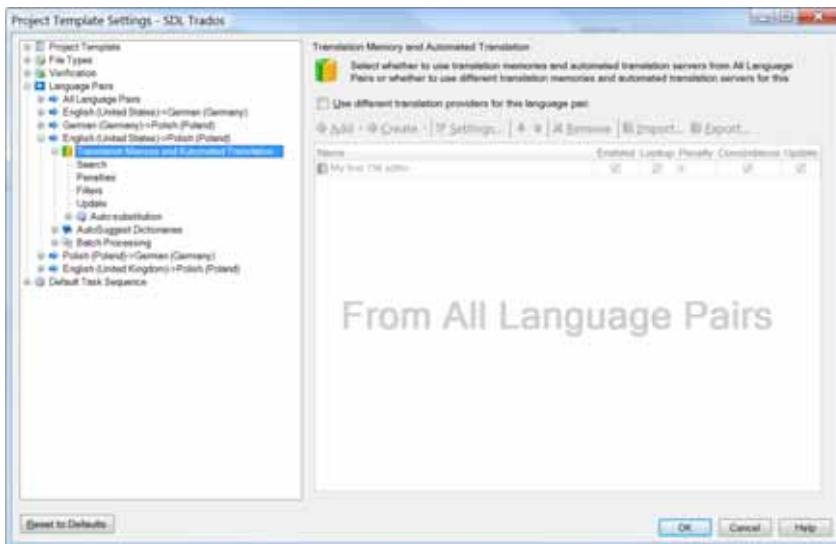 Project Template Settings - SDL Trados
Project Template
File Types
Verification
Language Pairs
All Language Pairs
English (United States)->German (Germany)
German (Germany)->Polish (Poland)
English (United States)->Polish (Poland)
Translation Memory and Automated Translation
Search
Penalties
Filters
Update
Auto-substitution
AutoSuggest Dictionaries
Batch Processing
Polish (Poland)->German (Germany)
English (United Kingdom)->Polish (Poland)
Default Task Sequence
Translation Memory and Automated Translation
Select whether to use translation memories and automated translation servers from All Language
Pairs or whether to use different translation memories and automated translation servers for this
Use different translation providers for this language pair:
Add Create Settings... Remove Import... Export...
Name Enabled Lookup Penalty Concordance Update
My first TM
From All Language Pairs
Reset to Defaults
OK Cancel Help